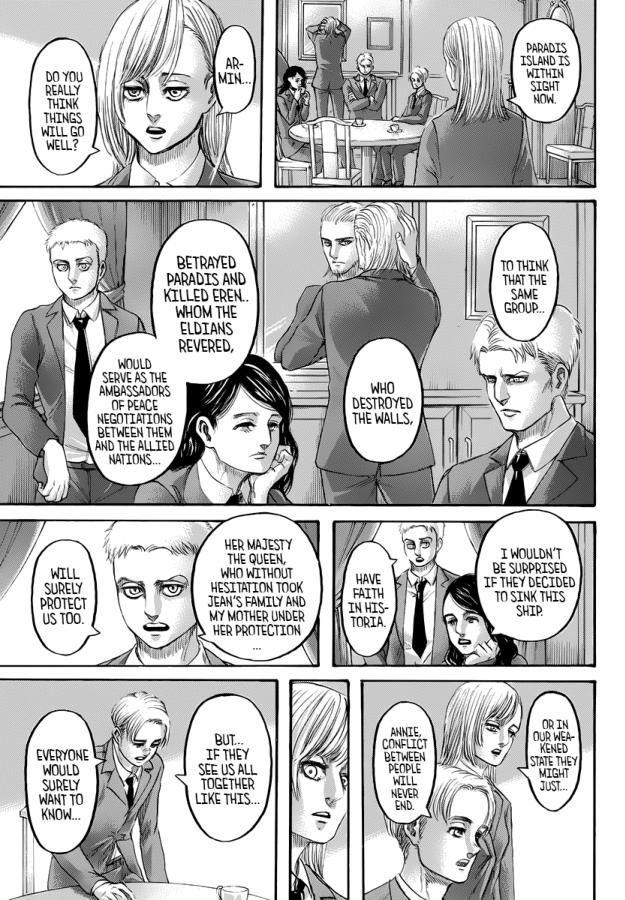 PARADIS
ISLAND IS
WITHIN
SIGHT
NOW.
AR-
MIN...
DO YOU
REALLY
THINK
THINGS
WILL GO
WELL?
TO THINK
THAT THE
SAME
GROUP...
WHO
DESTROYED
THE WALLS,
BETRAYED
PARADIS AND
KILLED EREN..
WHOM THE
ELDIANS
REVERED,
WOULD
SERVE AS THE
AMBASSADORS
OF PEACE
NEGOTIATIONS
BETWEEN THEM
AND THE ALLIED
NATIONS...
I WOULDN'T
BE SURPRISED
IF THEY DECIDED
TO SINK THIS
SHIP.
HAVE
FAITH
IN HIS-
TORIA.
HER MAJESTY
THE QUEEN,
WHO WITHOUT
HESITATION TOOK
JEAN'S FAMILY AND
MY MOTHER UNDER
HER PROTECTION
...
WILL
SURELY
PROTECT
US TOO.
OR IN
OUR WEA-
KENED
STATE THEY
MIGHT
JUST...
ANNIE,
CONFLICT
BETWEEN
PEOPLE
WILL
NEVER
END.
BUT...
IF THEY
SEE US ALL
TOGETHER
LIKE THIS...
EVERYONE
WOULD
SURELY
WANT TO
KNOW...